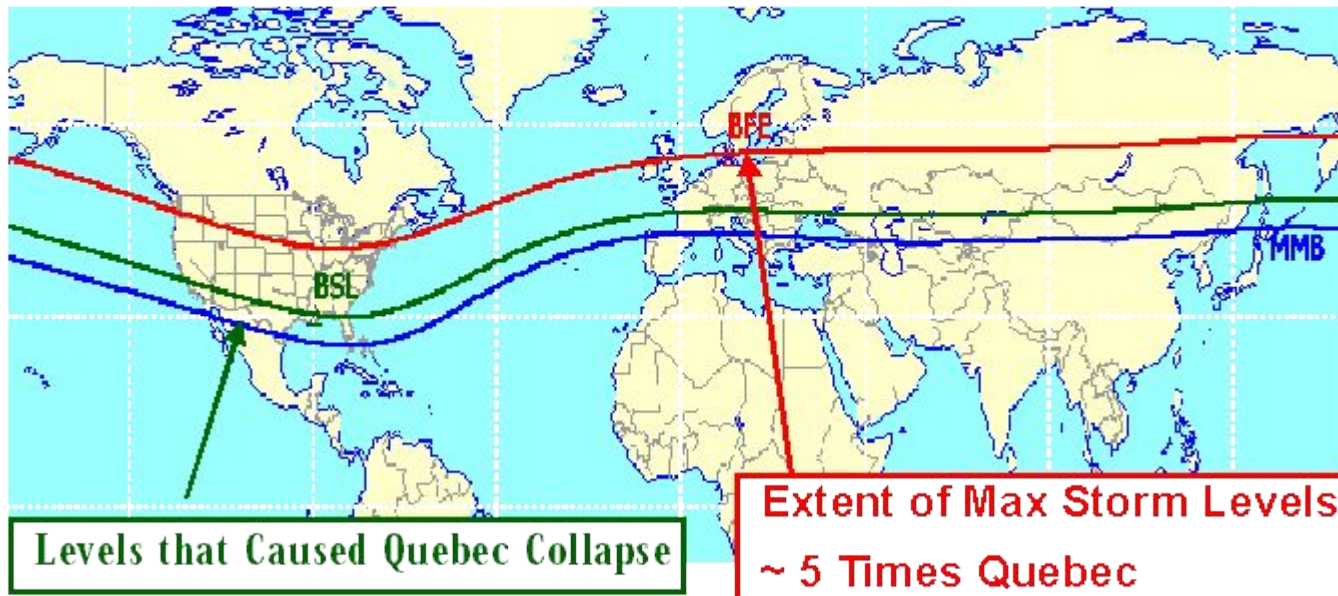 BFE
BSL
MMB
Levels that Caused Quebec Collapse
Extent of Max Storm Levels
~ 5 Times Quebec